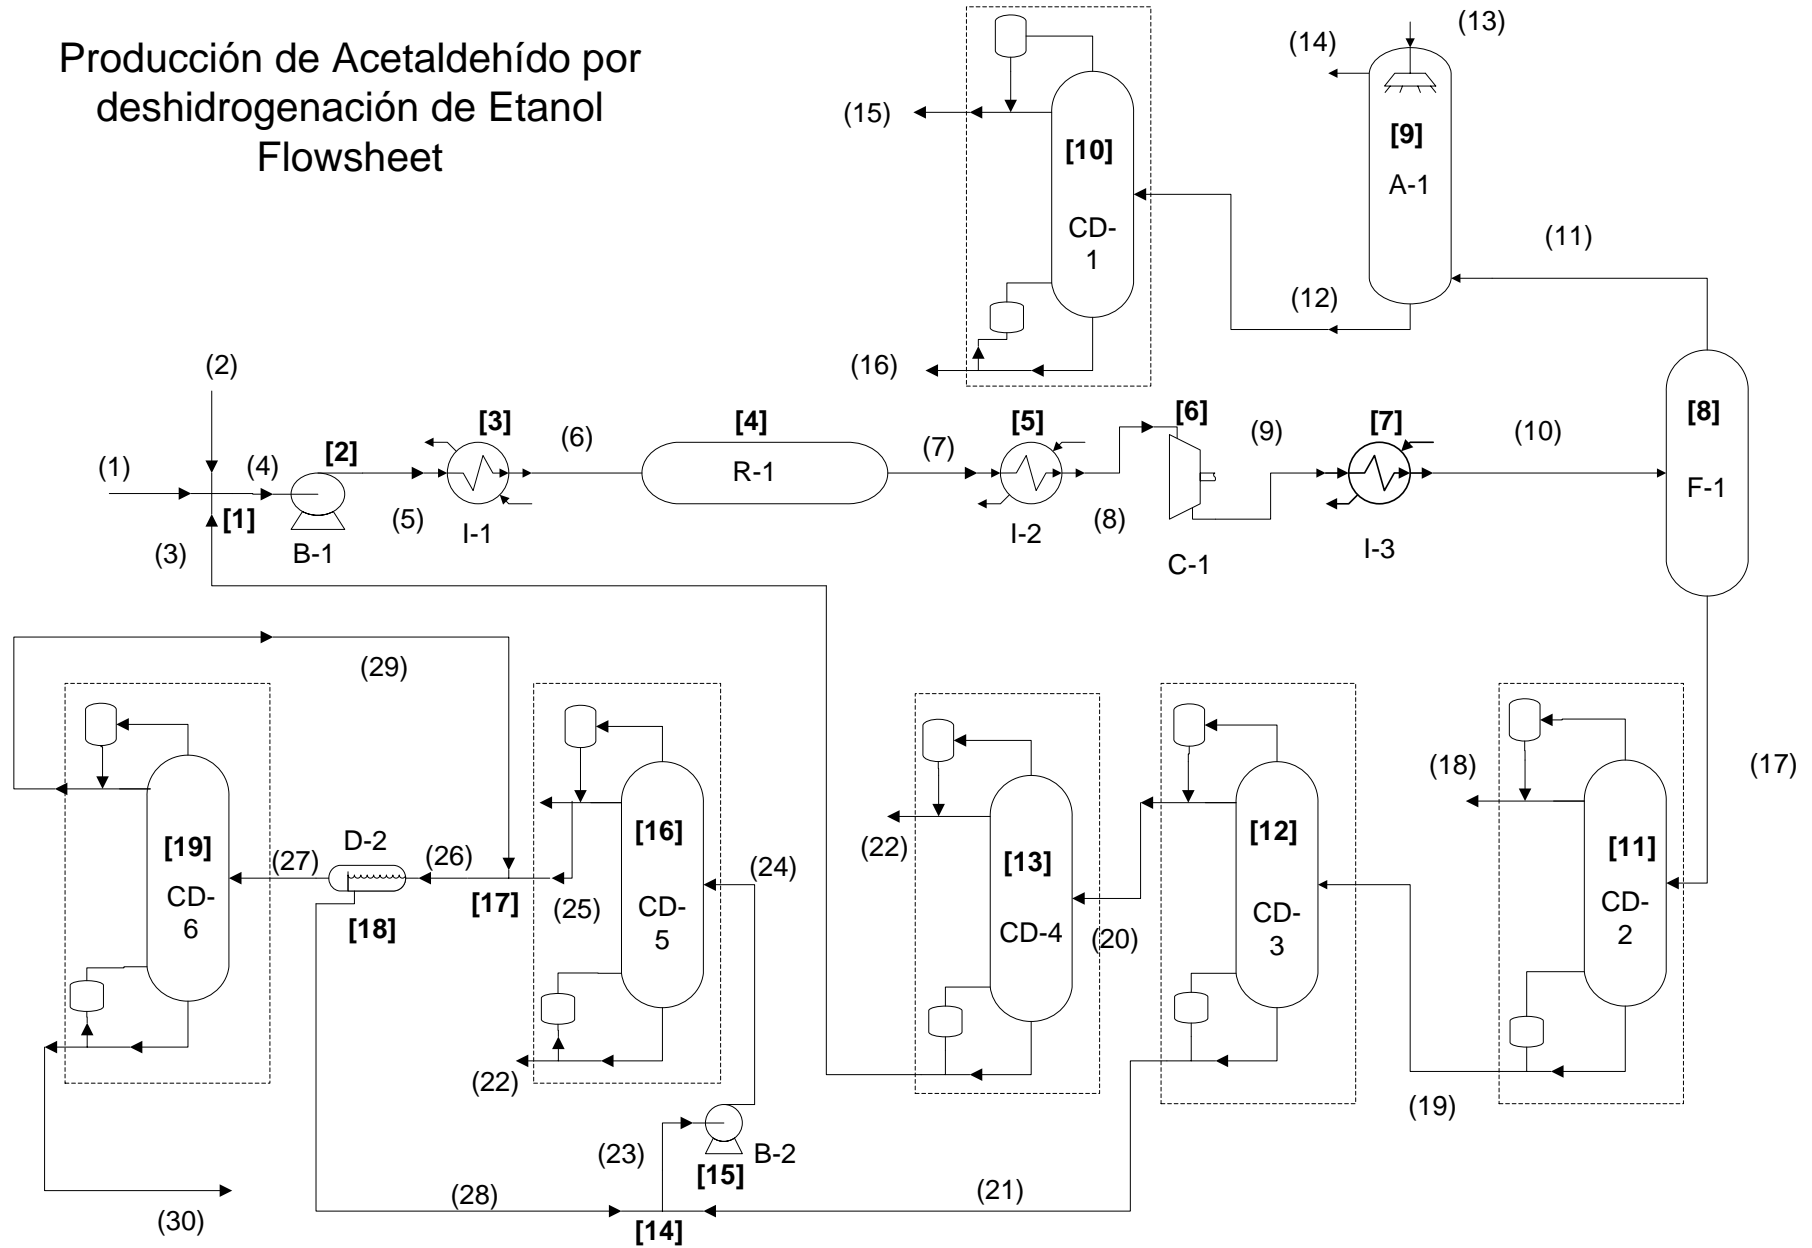 Producción de Acetaldehído por
deshidrogenación de Etanol
Flowsheet
(13)
(14)
(15)
[10]
[9]
A-1
CD-
1
(11)
(12)
(16)
(2)
[3]
(6)
[4]
(7)
[5]
[6]
(9)
[7]
(10)
[8]
(1)
(4)
[2]
R-1
F-1
[1]
(5)
I-1
I-2
(8)
I-3
(3)
B-1
C-1
(29)
(18)
(17)
D-2
[19]
(27)
(26)
[16]
(24)
(22)
[13]
[12]
[11]
CD-
6
[18]
[17]
(25)
CD-
5
CD-4
(20)
CD-
3
CD-
2
(22)
(19)
(23)
B-2
[15]
(28)
(21)
(30)
[14]